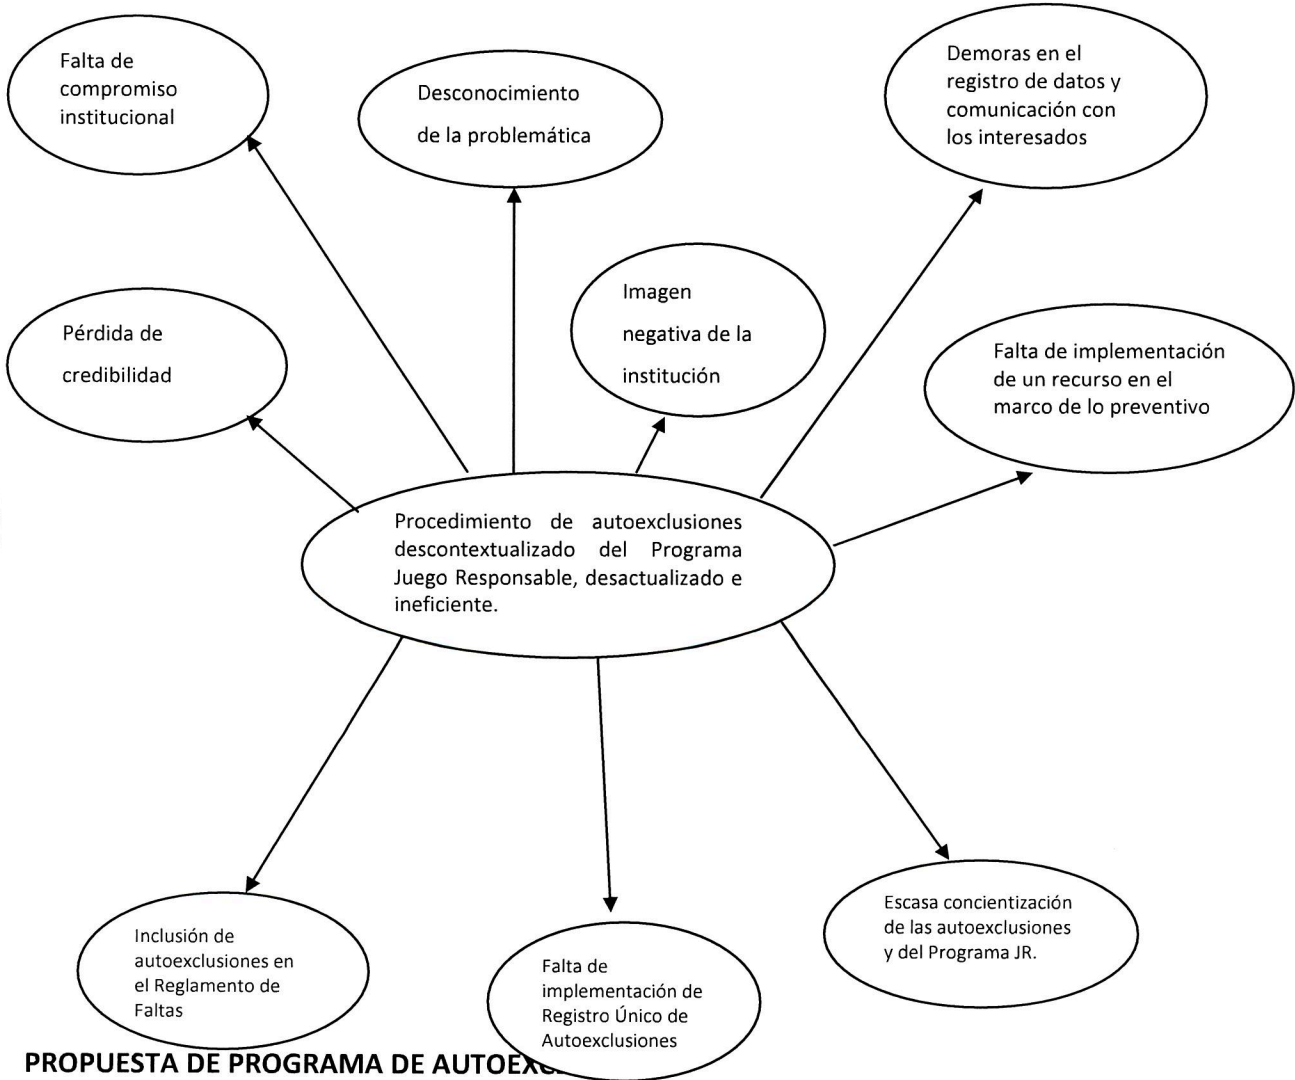 Falta de
compromiso
institucional
Desconocimiento
de la problemática
Demoras en el
registro de datos y
comunicación con
los interesados
Pérdida de
credibilidad
Imagen
negativa de la
institución
Falta de implementación
de un recurso en el
marco de lo preventivo
Procedimiento de autoexclusiones
descontextualizado del Programa
Juego Responsable, desactualizado e
ineficiente.
Inclusión de
autoexclusiones en
el Reglamento de
Faltas
Falta de
implementación de
Registro Único de
Autoexclusiones
Escasa concientización
de las autoexclusiones
y del Programa JR.
PROPUESTA DE PROGRAMA DE